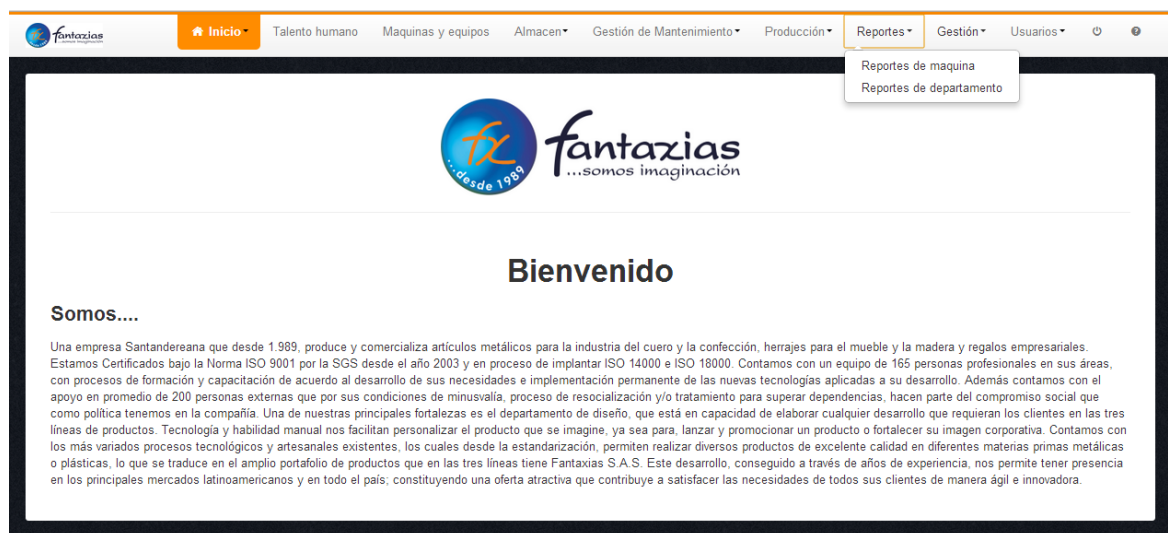 fantazias
Inicio Talento humano Maquinas y equipos Almacen Gestión de Mantenimiento Producción Reportes Gestión Usuarios
Reportes de maquina
Reportes de departamento
fx
...desde 1989
fantazias
...somos imaginación
Bienvenido
Somos....
Una empresa Santandereana que desde 1.989, produce y comercializa artículos metálicos para la industria del cuero y la confección, herrajes para el mueble y la madera y regalos empresariales.
Estamos Certificados bajo la Norma ISO 9001 por la SGS desde el año 2003 y en proceso de implantar ISO 14000 e ISO 18000. Contamos con un equipo de 165 personas profesionales en sus áreas,
con procesos de formación y capacitación de acuerdo al desarrollo de sus necesidades e implementación permanente de las nuevas tecnologías aplicadas a su desarrollo. Además contamos con el
apoyo en promedio de 200 personas externas que por sus condiciones de minusvalía, proceso de resocialización y/o tratamiento para superar dependencias, hacen parte del compromiso social que
como política tenemos en la compañía. Una de nuestras principales fortalezas es el departamento de diseño, que está en capacidad de elaborar cualquier desarrollo que requieran los clientes en las tres
líneas de productos. Tecnología y habilidad manual nos facilitan personalizar el producto que se imagine, ya sea para, lanzar y promocionar un producto o fortalecer su imagen corporativa. Contamos con
los más variados procesos tecnológicos y artesanales existentes, los cuales desde la estandarización, permiten realizar diversos productos de excelente calidad en diferentes materias primas metálicas
o plásticas, lo que se traduce en el amplio portafolio de productos que en las tres líneas tiene Fantaxias S.A.S. Este desarrollo, conseguido a través de años de experiencia, nos permite tener presencia
en los principales mercados latinoamericanos y en todo el país; constituyendo una oferta atractiva que contribuye a satisfacer las necesidades de todos sus clientes de manera ágil e innovadora.